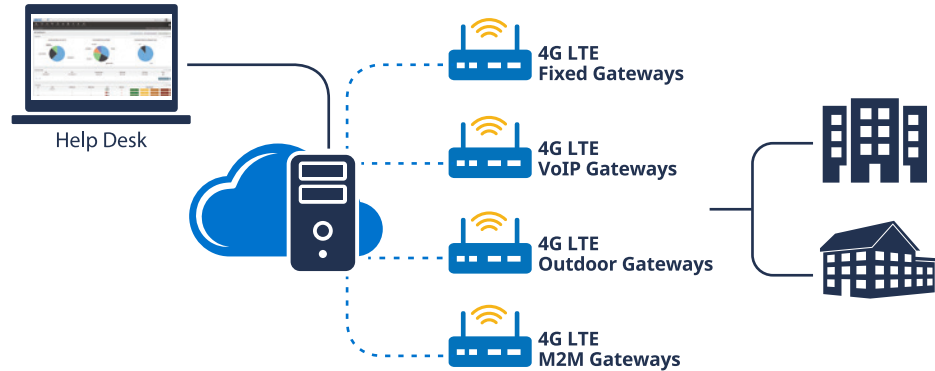 Help Desk
4G LTE
Fixed Gateways
4G LTE
VoIP Gateways
4G LTE
Outdoor Gateways
4G LTE
M2M Gateways